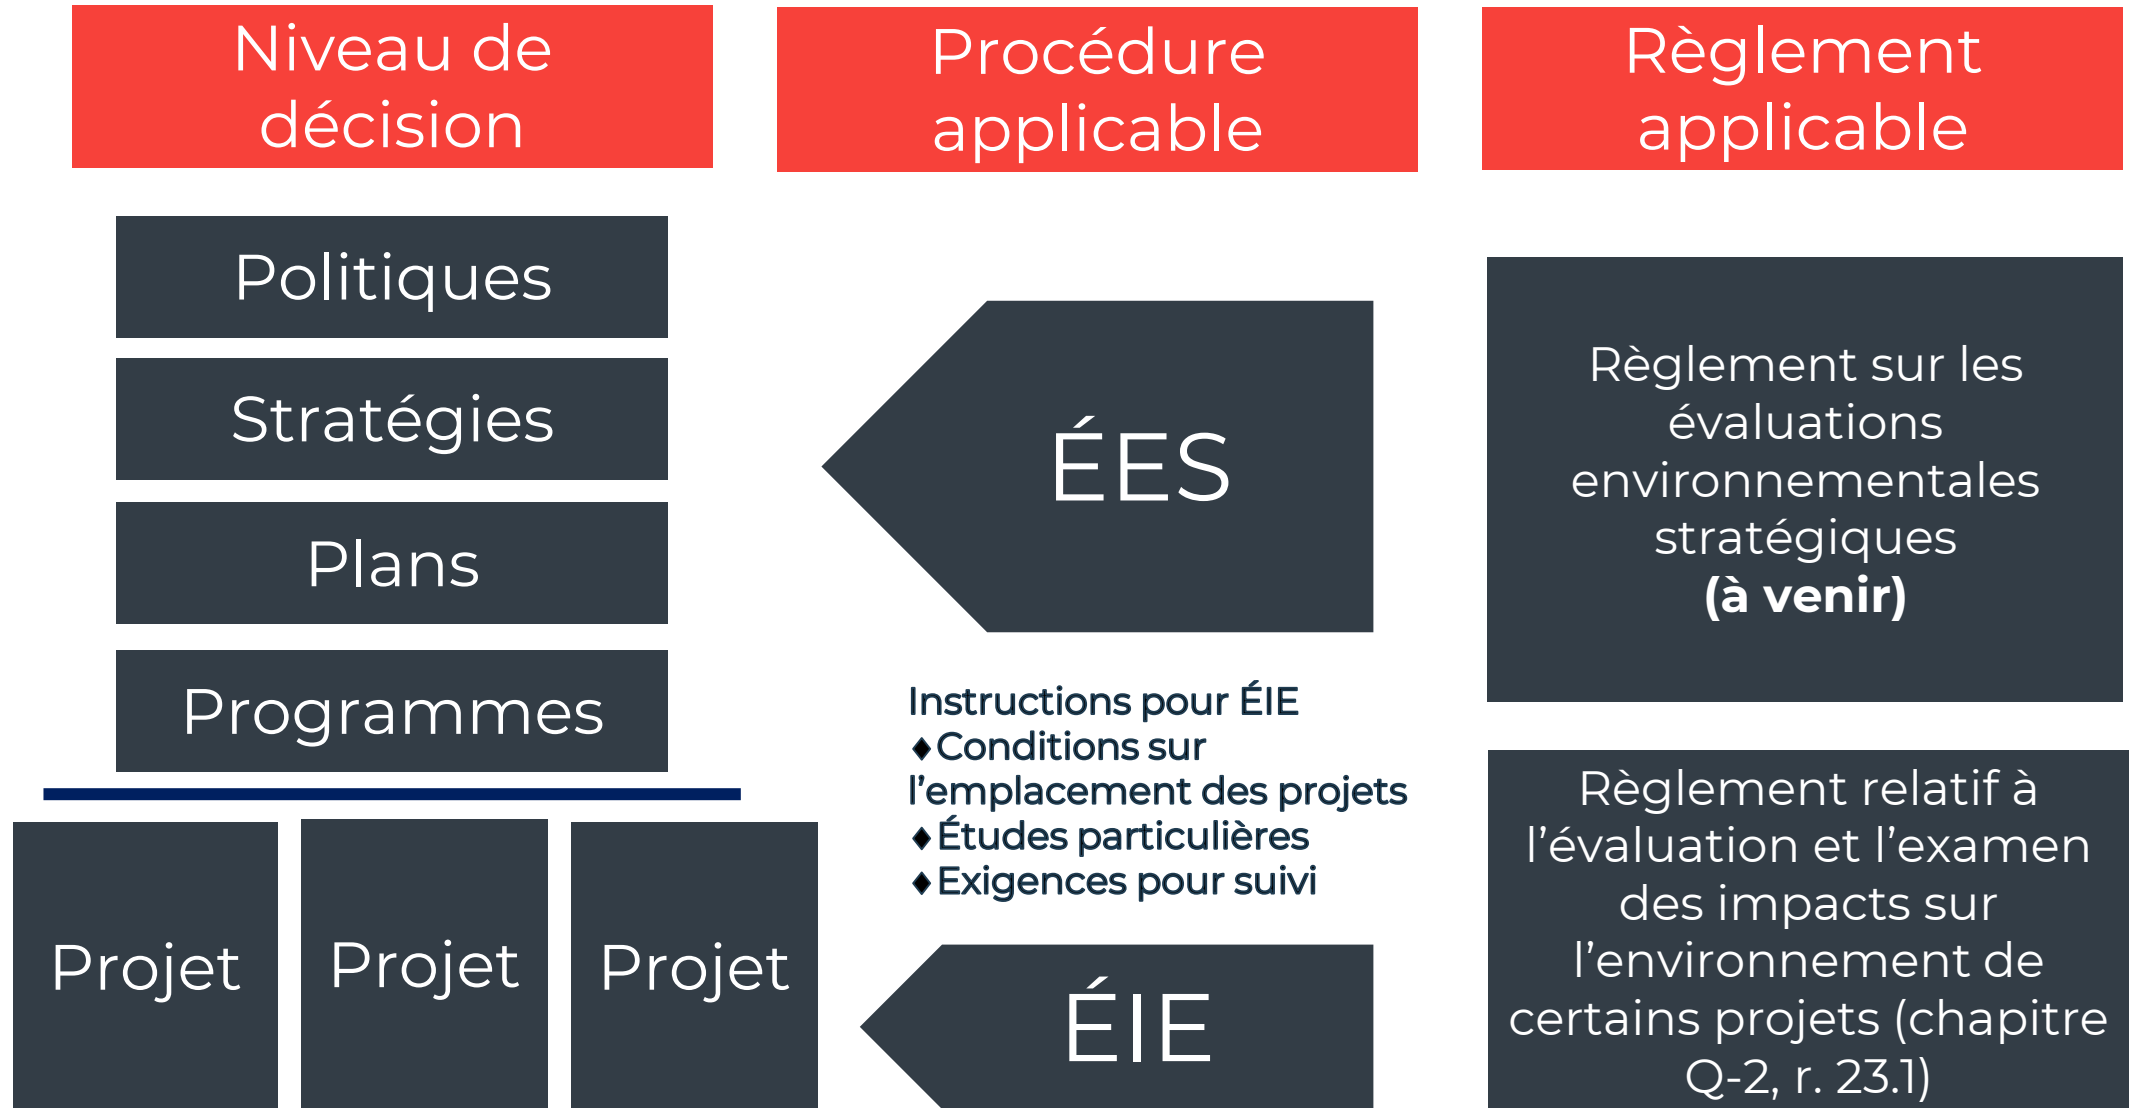 Niveau de
décision
Procédure
applicable
Règlement
applicable
Politiques
Stratégies
Plans
Programmes
ÉES
Règlement sur les
évaluations
environnementales
stratégiques
(à venir)
Instructions pour ÉIE
♦Conditions sur
l’emplacement des projets
♦Études particulières
♦Exigences pour suivi
Projet
Projet
Projet
ÉIE
Règlement relatif à
l’évaluation et l’examen
des impacts sur
l’environnement de
certains projets (chapitre
Q-2, r. 23.1)